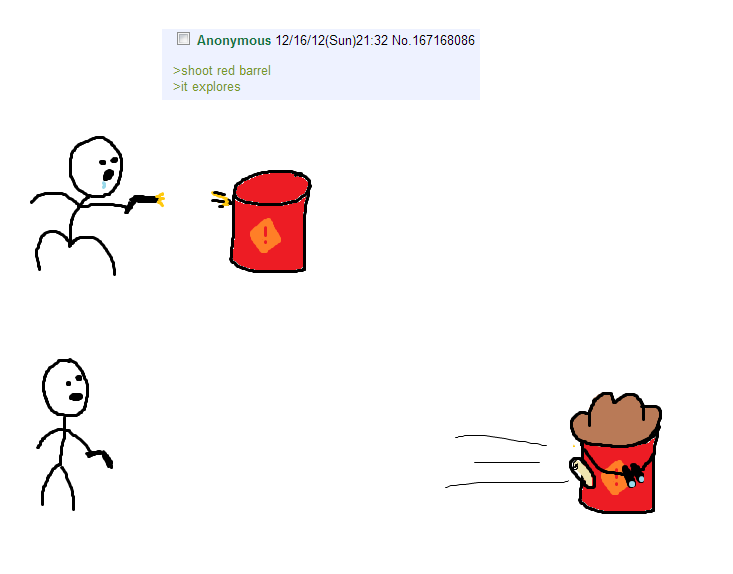 Anonymous 12/16/12(Sun)21:32 No.167168086
>shoot red barrel
>it explores
!
!